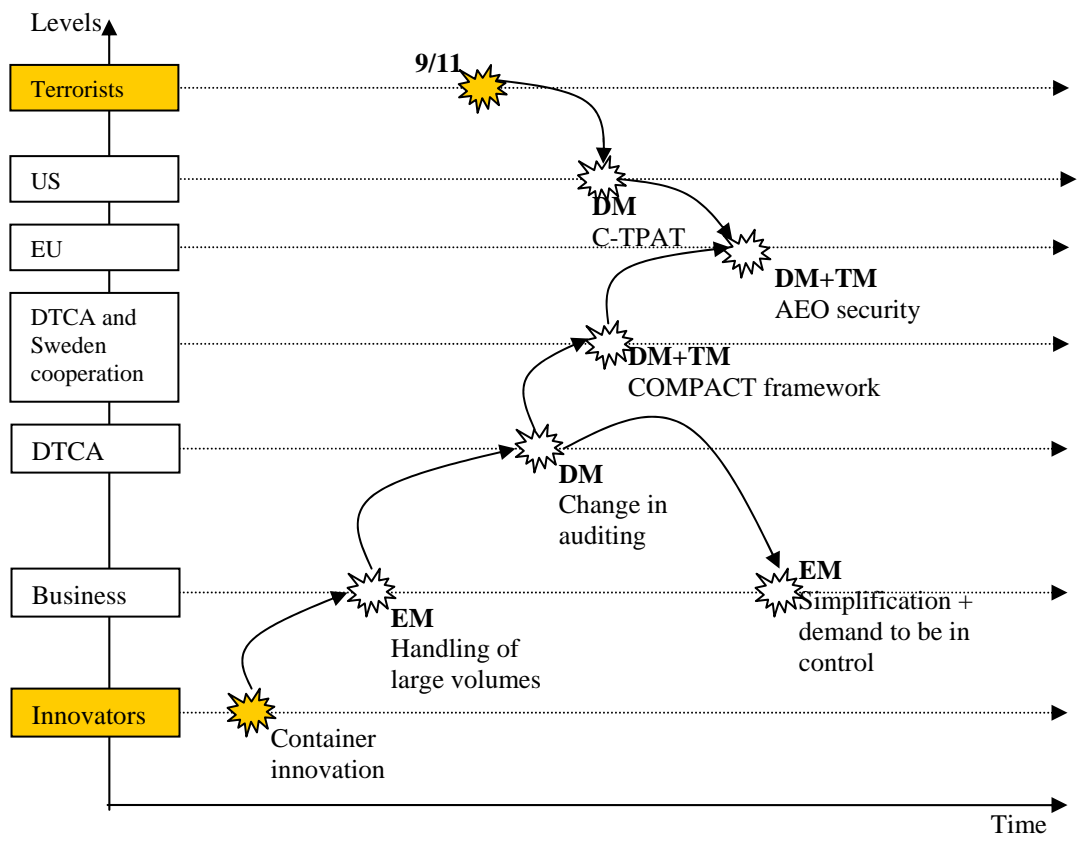 Levels
9/11
Terrorists
US
DM
C-TPAT
EU
DM+TM
AEO security
DTCA and
Sweden
cooperation
DM+TM
COMPACT framework
DTCA
DM
Change in
auditing
Business
EM
Handling of
large volumes
EM
Simplification +
demand to be in
control
Innovators
Container
innovation
Time